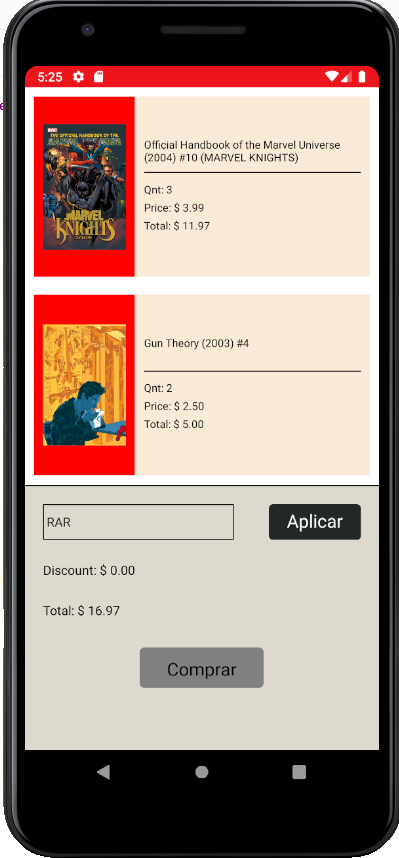 5:25
MARVEL
THE OFFICIAL HANDBOOK OF THE
MARVEL
KNIGHTS
Official Handbook of the Marvel Universe
(2004) #10 (MARVEL KNIGHTS)
Qnt: 3
Price: $ 3.99
Total: $ 11.97
Gun Theory (2003) #4
Qnt: 2
Price: $ 2.50
Total: $ 5.00
RAR
Aplicar
Discount: $ 0.00
Total: $ 16.97
Comprar